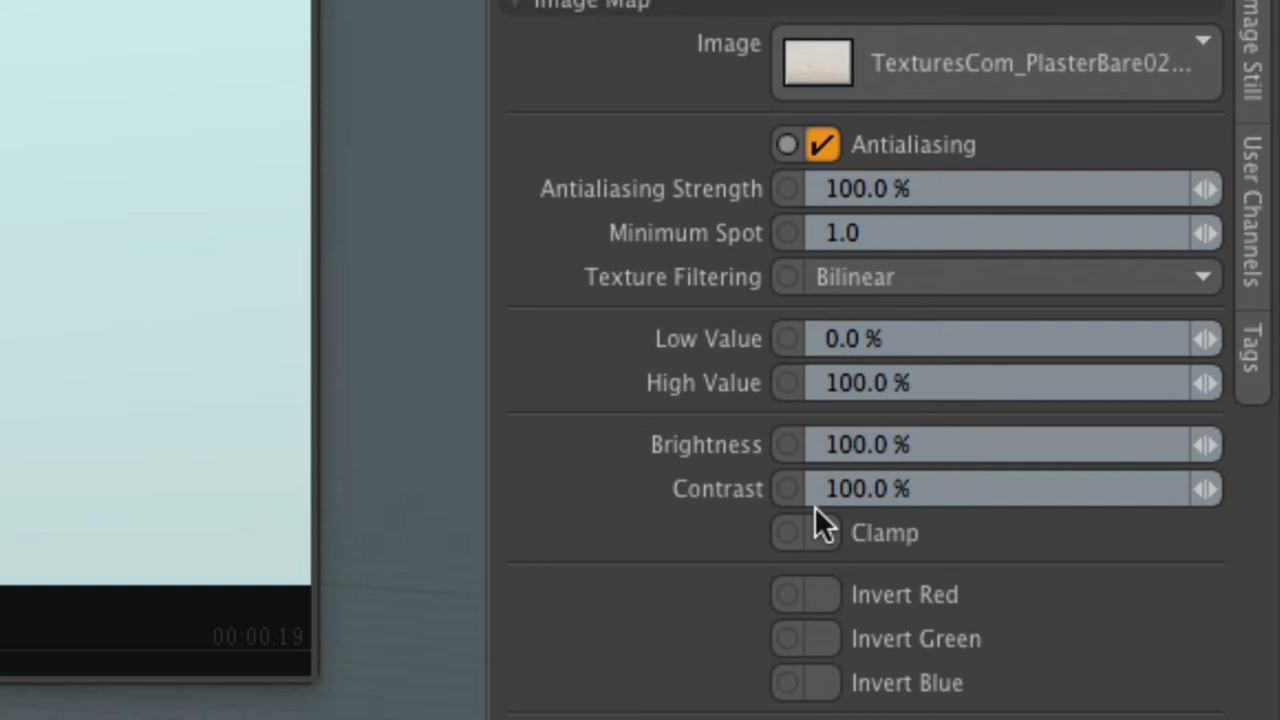 Image Map
Image
TexturesCom_PlasterBare02...
Antialiasing
Antialiasing Strength 100.0 %
Minimum Spot 1.0
Texture Filtering Bilinear
Low Value 0.0 %
High Value 100.0 %
Brightness 100.0 %
Contrast 100.0 %
Clamp
Invert Red
Invert Green
Invert Blue
00:00:19
Image Still
User Channels
Tags